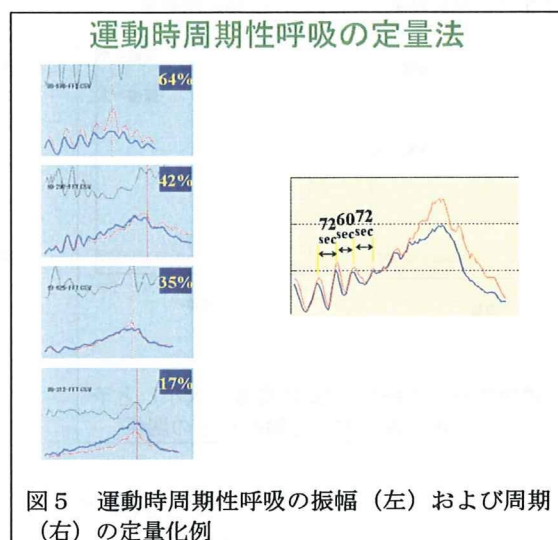 運動時周期性呼吸の定量法
64%
42%
35%
17%
72 60 72
sec sec sec
図5 運動時周期性呼吸の振幅（左）および周期
（右）の定量化例